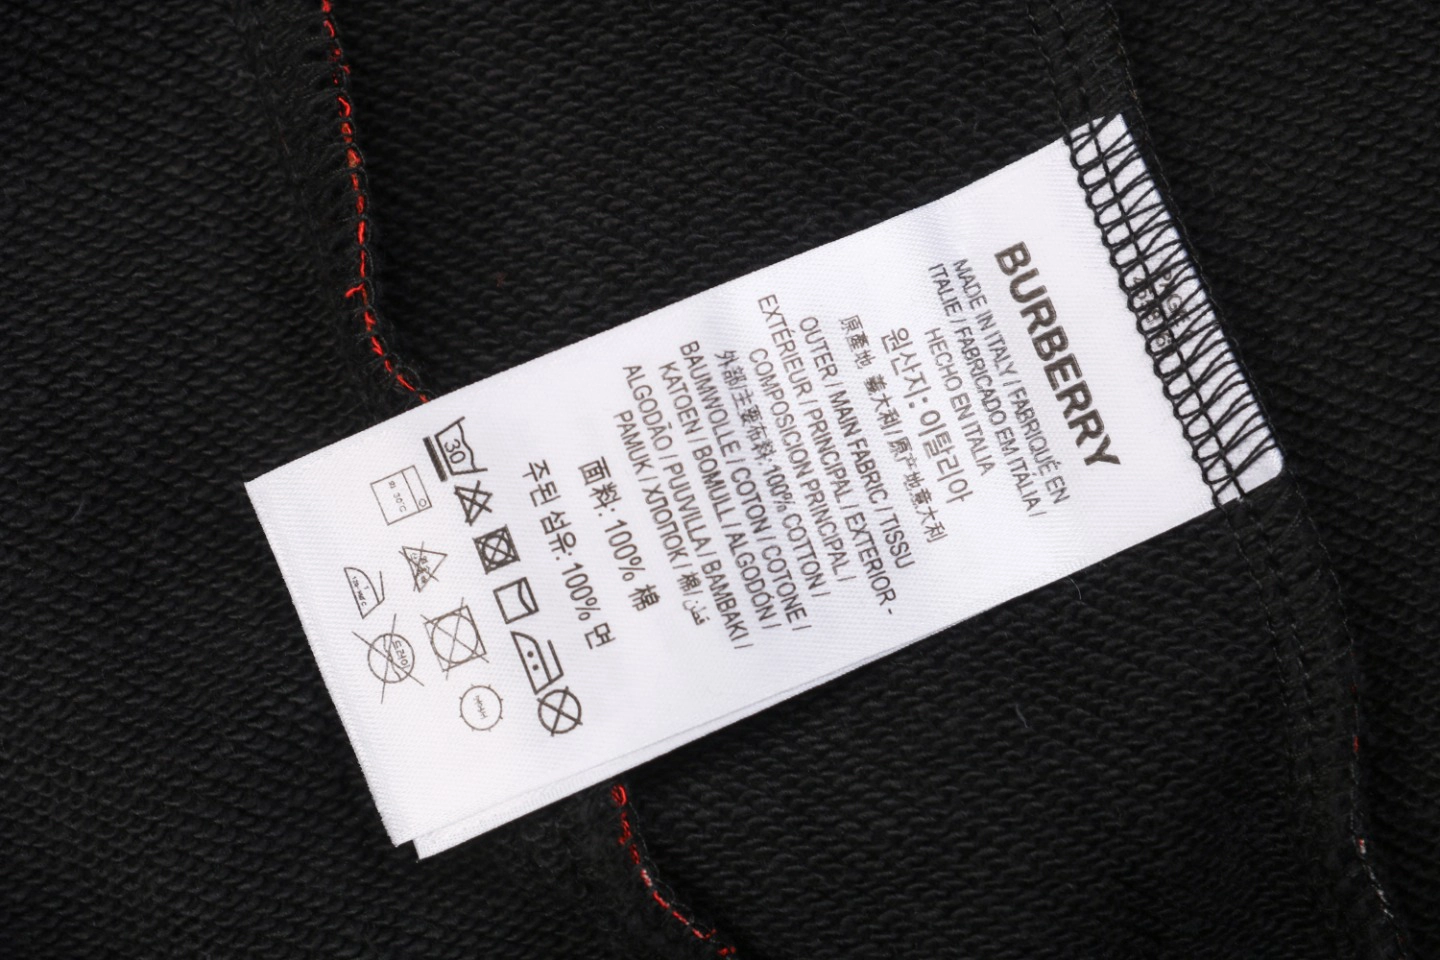 BURBERRY
MADE IN ITALY / FABRIQUÉ EN
ITALIE / FABRICADO EM ITÁLIA /
HECHO EN ITALIA
원산지: 이탈리아
原產地 義大利/原产地意大利
OUTER / MAIN FABRIC / TISSU
EXTÉRIEUR / PRINCIPAL / EXTERIOR -
COMPOSICION PRINCIPAL /
外部/主要布料: 100% COTTON /
BAUMWOLLE / COTON / COTONE /
KATOEN / BOMULL / ALGODÓN /
ALGODÃO / PUUVILLA / BAMBAKI /
PAMUK / ХЛОПОК / 棉/ قطن
面料: 100% 棉
주된 섬유: 100% 면
30
30°C